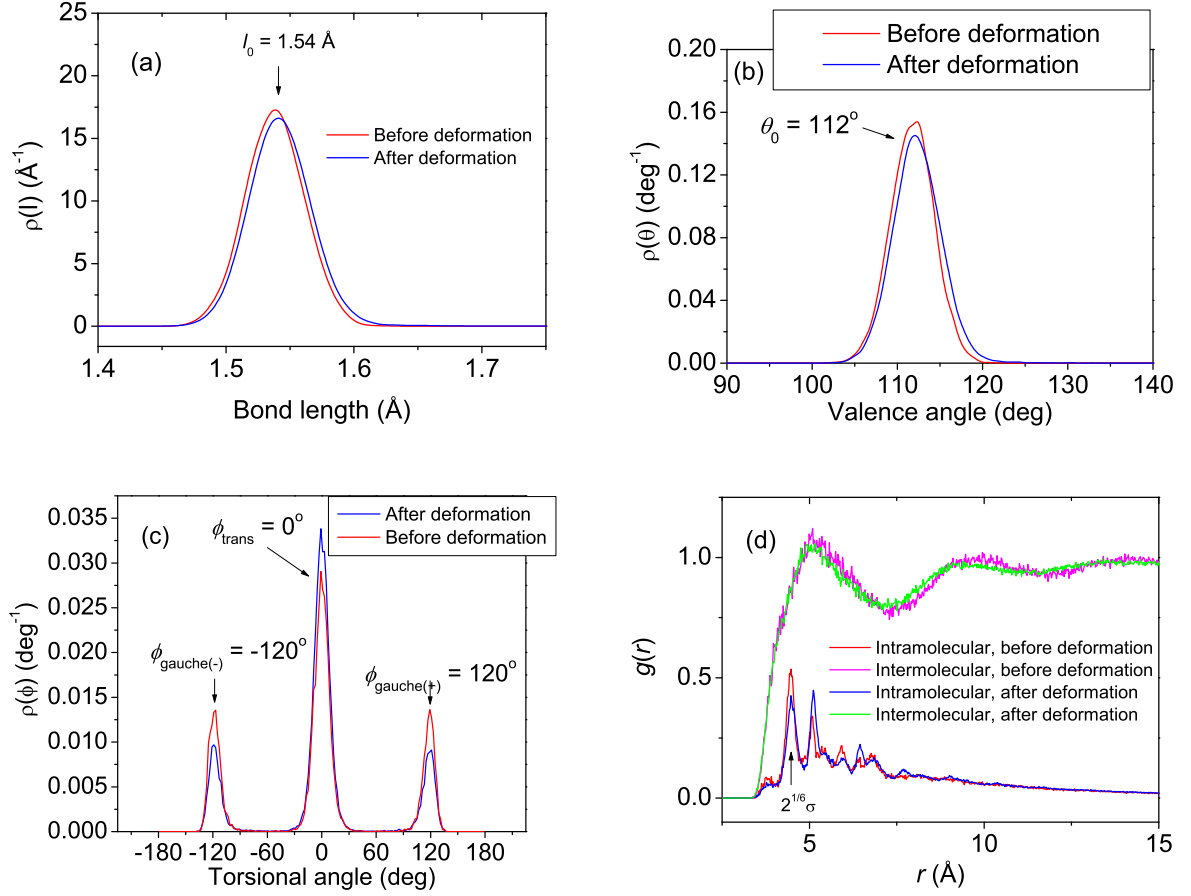 (a)
l₀ = 1.54 Å
Before deformation
After deformation
25
20
15
10
5
0
ρ(l) (Å⁻¹)
1.4 1.5 1.6 1.7
Bond length (Å)
Before deformation
After deformation
(b)
θ₀ = 112°
0.20
0.16
0.12
0.08
0.04
0.00
ρ(θ) (deg⁻¹)
90 100 110 120 130 140
Valence angle (deg)
(c)
After deformation
Before deformation
ϕtrans = 0°
ϕgauche(-) = -120°
ϕgauche(+) = 120°
0.035
0.030
0.025
0.020
0.015
0.010
0.005
0.000
ρ(ϕ) (deg⁻¹)
-180 -120 -60 0 60 120 180
Torsional angle (deg)
(d)
1.0
0.5
0.0
g(r)
Intramolecular, before deformation
Intermolecular, before deformation
Intramolecular, after deformation
Intermolecular, after deformation
2^1/6σ
5 10 15
r (Å)